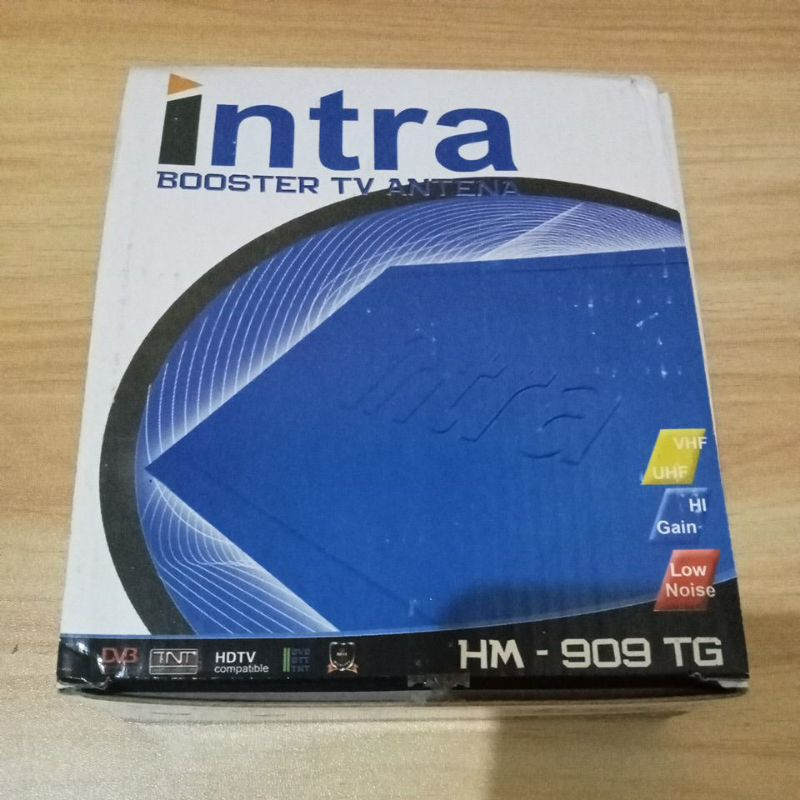 intra
BOOSTER TV ANTENA
intra
VHF
UHF
HI
Gain
Low
Noise
DVB
TNT
HDTV
compatible
HM - 909 TG